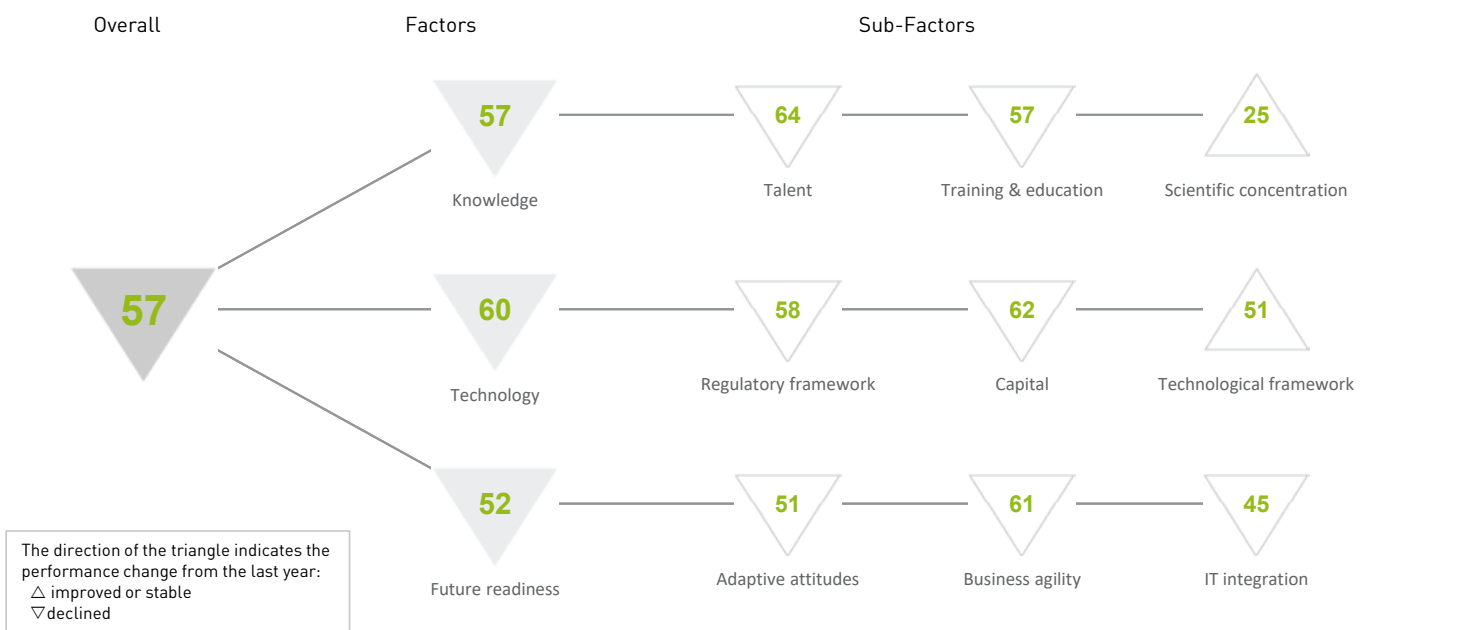 Overall
Factors
Sub-Factors
57
64
57
25
Knowledge
Talent
Training & education
Scientific concentration
57
60
58
62
51
Technology
Regulatory framework
Capital
Technological framework
52
51
61
45
Future readiness
Adaptive attitudes
Business agility
IT integration
The direction of the triangle indicates the
performance change from the last year:
△ improved or stable
▽ declined